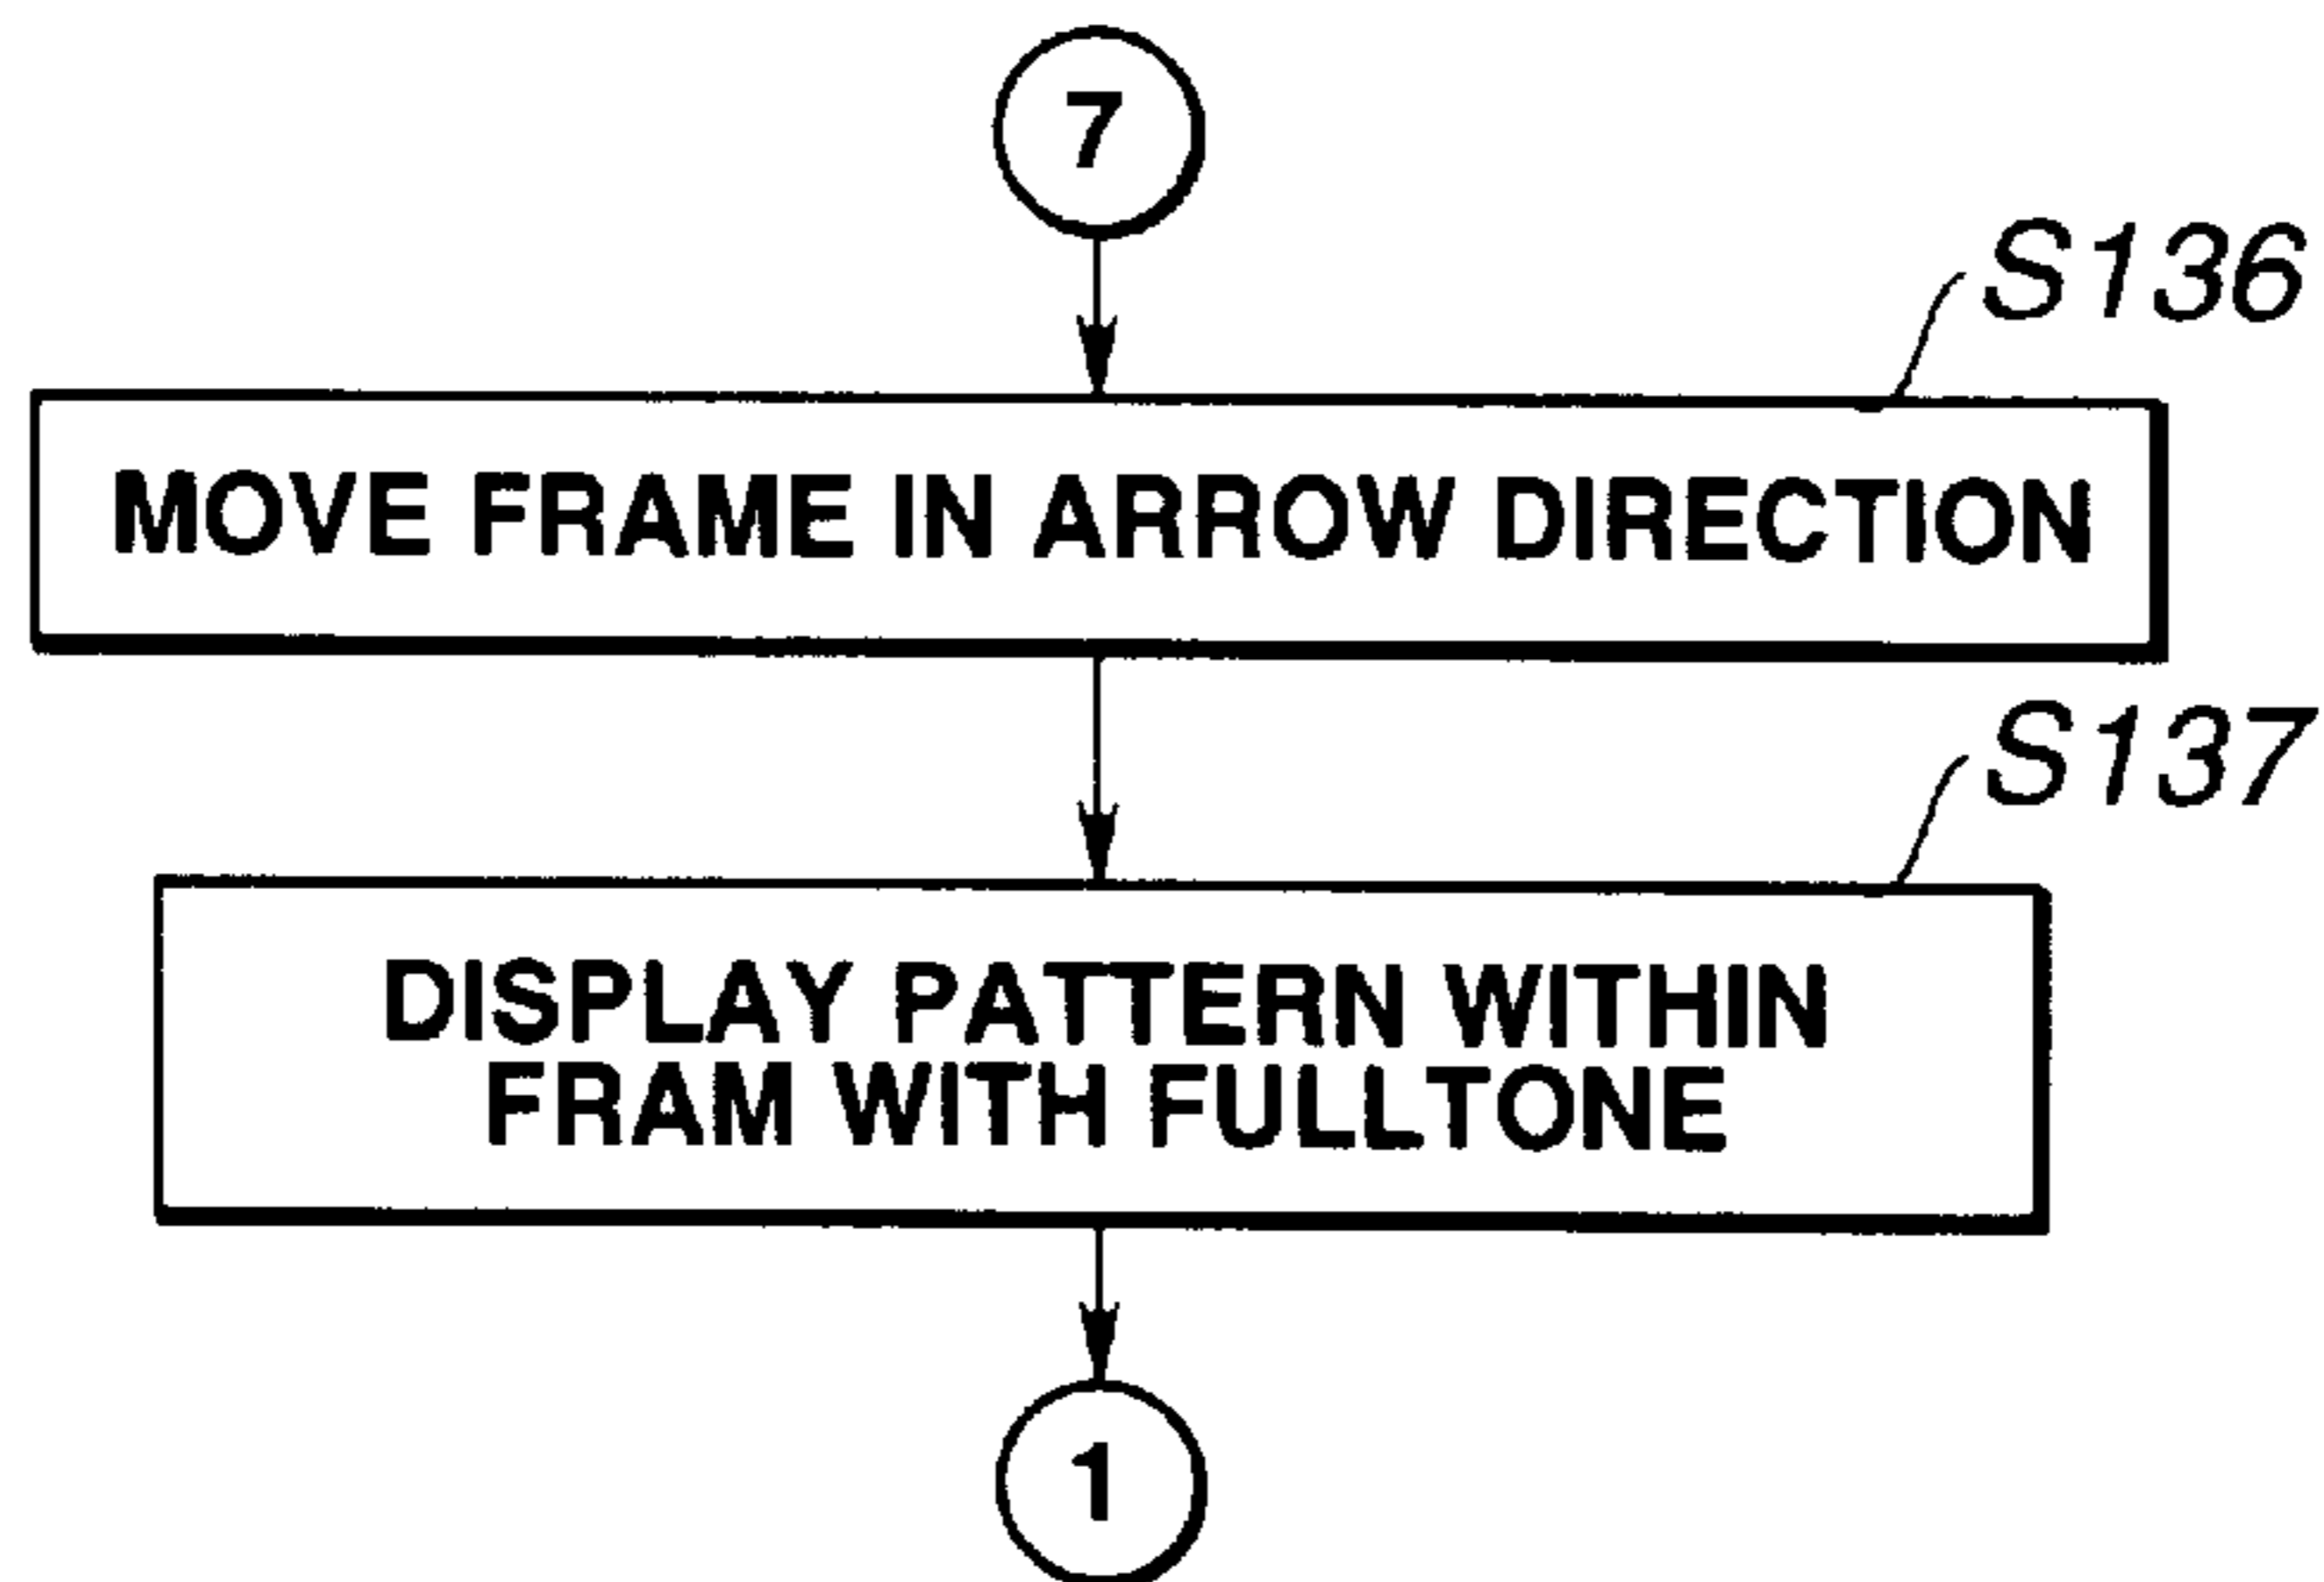 7
S136
MOVE FRAME IN ARROW DIRECTION
S137
DISPLAY PATTERN WITHIN
FRAM WITH FULLTONE
1